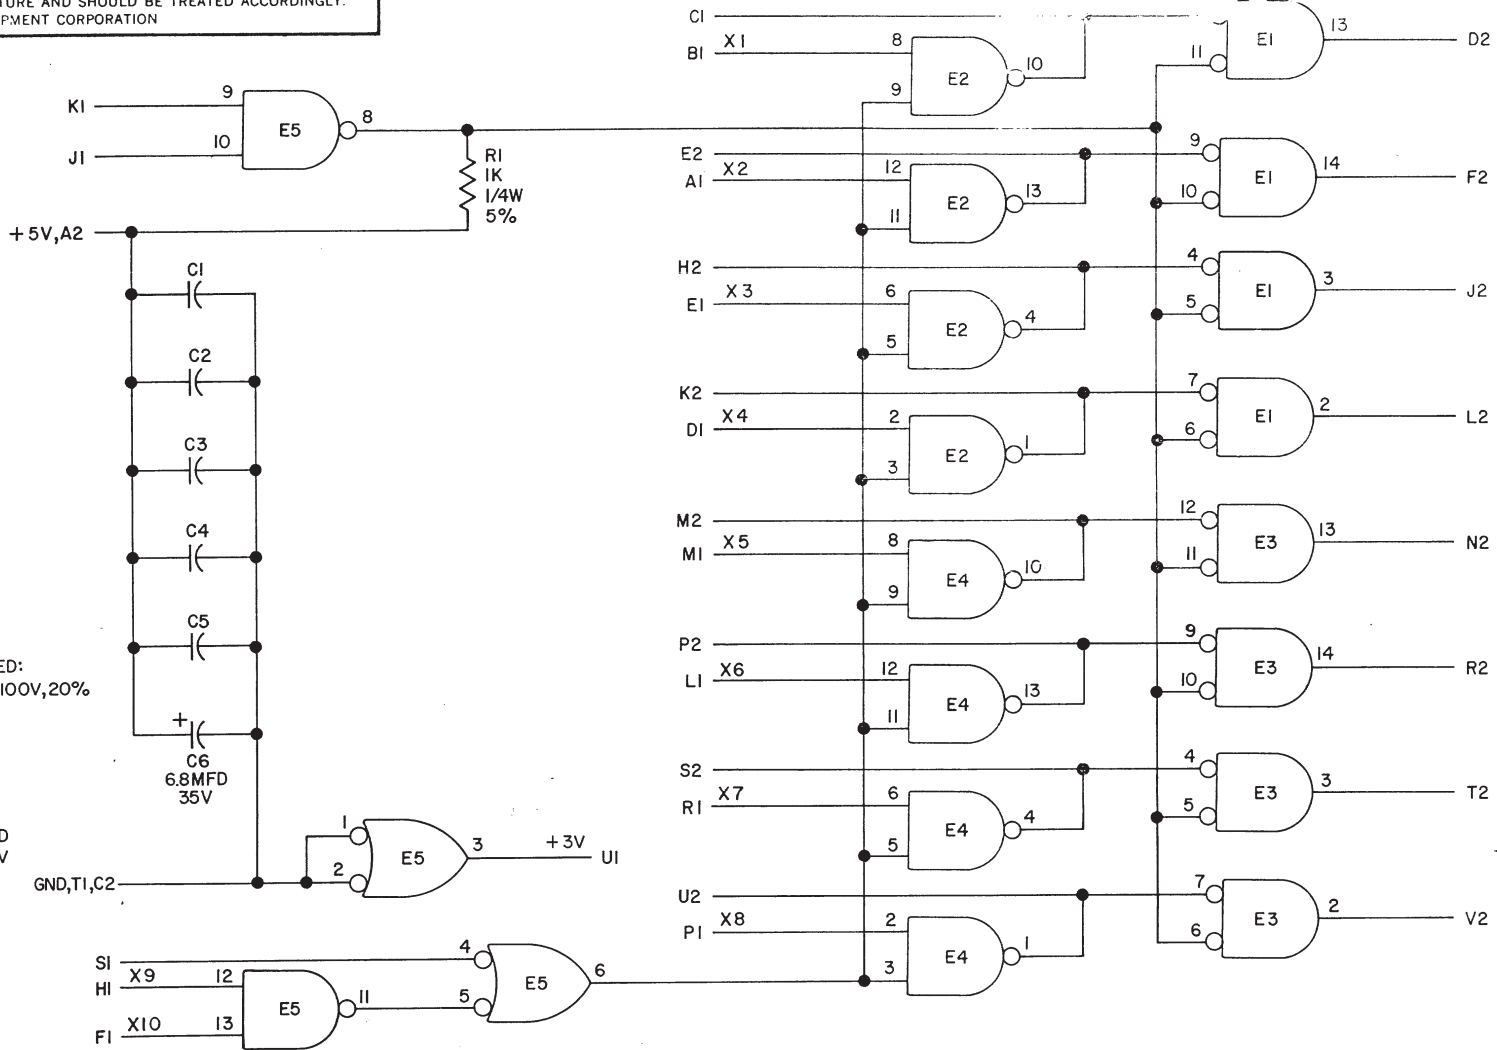 TURE AND SHOULD BE TREATED ACCORDINGLY.
PMENT CORPORATION
K1 9
J1 10
E5 8
R1
1K
1/4W
5%
+5V,A2
C1
C2
C3
C4
C5
+
C6
6.8MFD
35V
ED:
100V,20%
D
V
GND,T1,C2
1
2
E5 3 +3V U1
S1 4
H1 X9 12
F1 X10 13
E5 11
5
E5 6
C1
B1 X1 8
9
E2 10
11
E1 13 D2
E2 9
A1 X2 12
11
E2 13
10
E1 14 F2
H2 4
E1 X3 6
5
E2 4
5
E1 3 J2
K2 7
D1 X4 2
3
E2 1
6
E1 2 L2
M2 12
M1 X5 8
9
E4 10
11
E3 13 N2
P2 9
L1 X6 12
11
E4 13
10
E3 14 R2
S2 4
R1 X7 6
5
E4 4
5
E3 3 T2
U2 7
P1 X8 2
3
E4 1
6
E3 2 V2